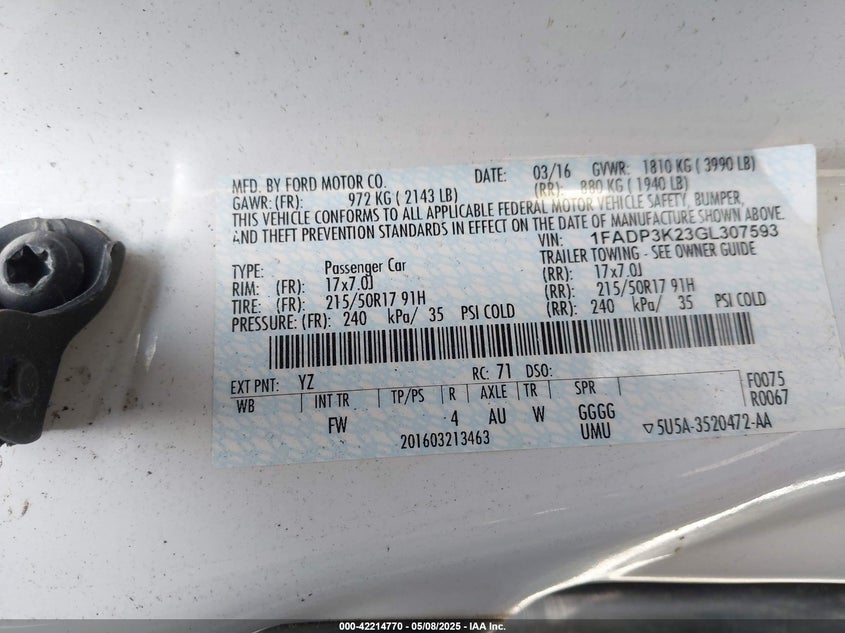 MFD. BY FORD MOTOR CO. DATE: 03/16 GVWR: 1810 KG ( 3990 LB)
GAWR: (FR): 972 KG ( 2143 LB) (RR): 880 KG ( 1940 LB)
THIS VEHICLE CONFORMS TO ALL APPLICABLE FEDERAL MOTOR VEHICLE SAFETY, BUMPER,
AND THEFT PREVENTION STANDARDS IN EFFECT ON THE DATE OF MANUFACTURE SHOWN ABOVE.
VIN: 1FADP3K23GL307593
TYPE: Passenger Car TRAILER TOWING - SEE OWNER GUIDE
RIM: (FR): 17x7.0J (RR): 17x7.0J
TIRE: (FR): 215/50R17 91H (RR): 215/50R17 91H
PRESSURE: (FR): 240 kPa/ 35 PSI COLD (RR): 240 kPa/ 35 PSI COLD
EXT PNT: YZ RC: 71 DSO:
WB INT TR TP/PS R AXLE TR SPR F0075
R0067
FW 4 AU W GGGG
201603213463 UMU ▽5U5A-3520472-AA
000-42214770 - 05/08/2025 - IAA Inc.